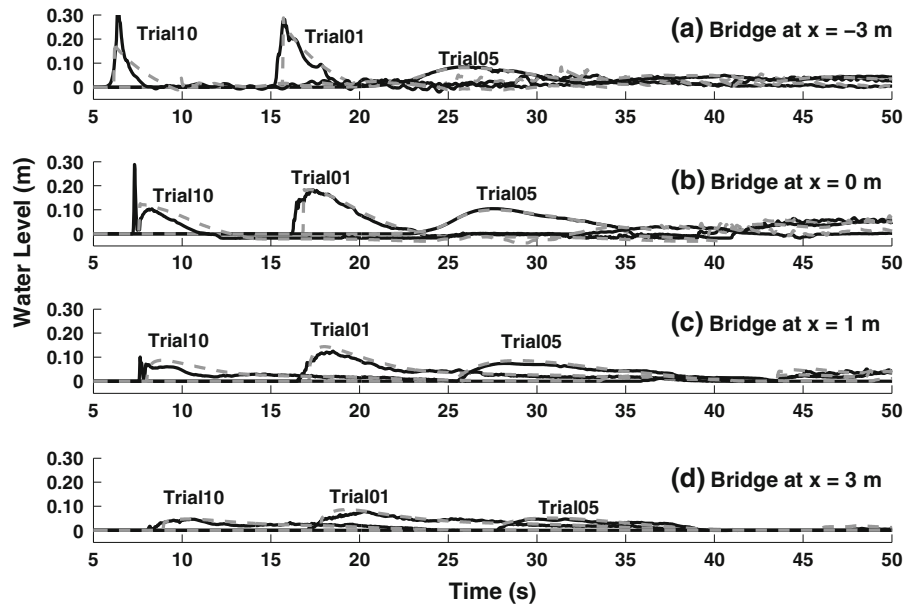 0.30
0.20
0.10
0
Trial10
Trial01
Trial05
(a) Bridge at x = −3 m
5 10 15 20 25 30 35 40 45 50
0.30
0.20
0.10
0
Trial10
Trial01
Trial05
(b) Bridge at x = 0 m
5 10 15 20 25 30 35 40 45 50
Water Level (m)
0.30
0.20
0.10
0
Trial10
Trial01
Trial05
(c) Bridge at x = 1 m
5 10 15 20 25 30 35 40 45 50
0.30
0.20
0.10
0
Trial10
Trial01
Trial05
(d) Bridge at x = 3 m
5 10 15 20 25 30 35 40 45 50
Time (s)